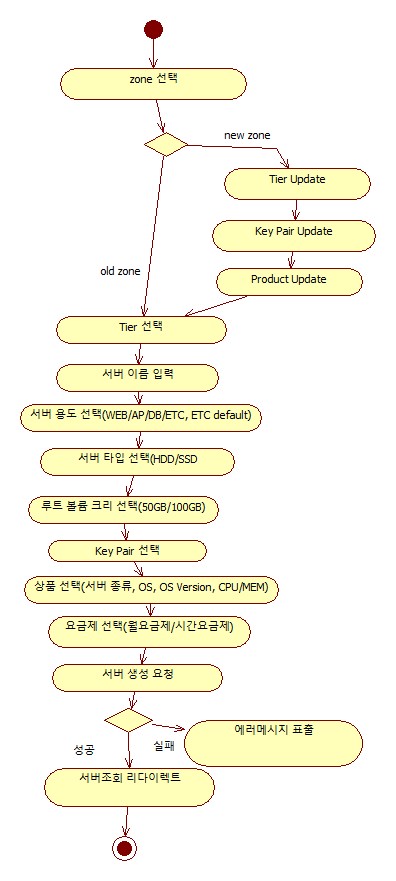 zone 선택
new zone
Tier Update
Key Pair Update
old zone
Product Update
Tier 선택
서버 이름 입력
서버 용도 선택(WEB/AP/DB/ETC, ETC default)
서버 타입 선택(HDD/SSD
루트 볼륨 크리 선택(50GB/100GB)
Key Pair 선택
상품 선택(서버 종류, OS, OS Version, CPU/MEM)
요금제 선택(월요금제/시간요금제)
서버 생성 요청
에러메시지 표출
성공
실패
서버조회 리다이렉트